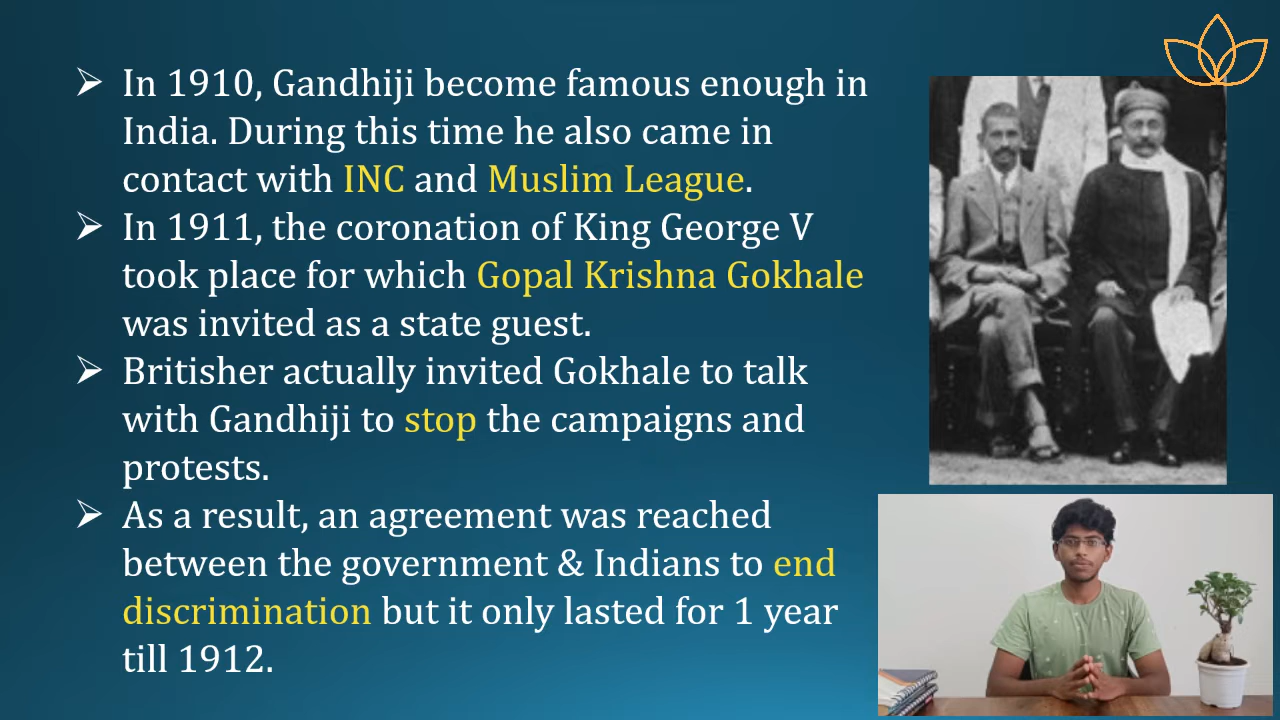 ➢ In 1910, Gandhiji become famous enough in
India. During this time he also came in
contact with INC and Muslim League.
➢ In 1911, the coronation of King George V
took place for which Gopal Krishna Gokhale
was invited as a state guest.
➢ Britisher actually invited Gokhale to talk
with Gandhiji to stop the campaigns and
protests.
➢ As a result, an agreement was reached
between the government & Indians to end
discrimination but it only lasted for 1 year
till 1912.